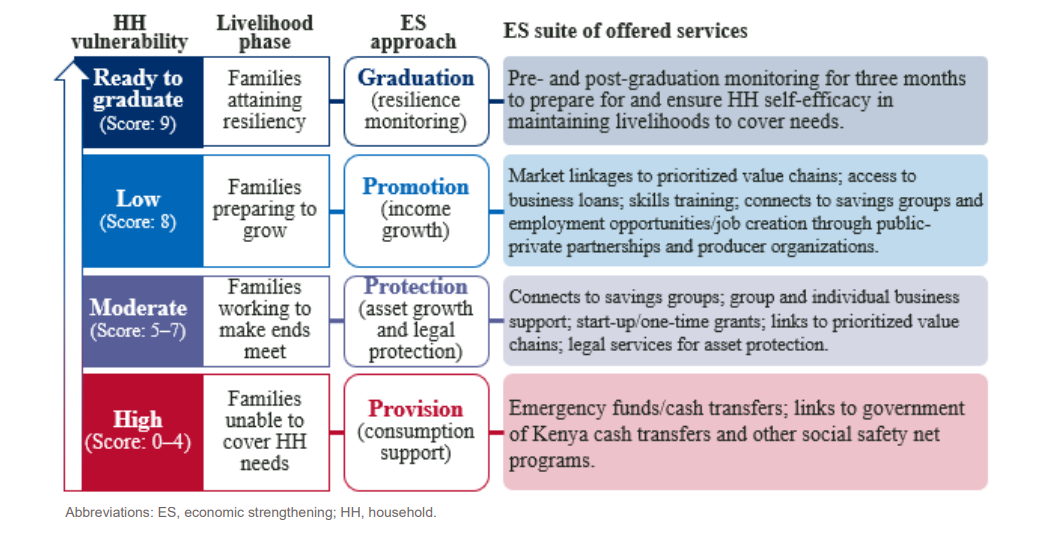 HH
vulnerability
Livelihood
phase
ES
approach
ES suite of offered services
Ready to
graduate
(Score: 9)
Families
attaining
resiliency
Graduation
(resilience
monitoring)
Pre- and post-graduation monitoring for three months
to prepare for and ensure HH self-efficacy in
maintaining livelihoods to cover needs.
Low
(Score: 8)
Families
preparing to
grow
Promotion
(income
growth)
Market linkages to prioritized value chains; access to
business loans; skills training; connects to savings groups and
employment opportunities/job creation through public-
private partnerships and producer organizations.
Moderate
(Score: 5–7)
Families
working to
make ends
meet
Protection
(asset growth
and legal
protection)
Connects to savings groups; group and individual business
support; start-up/one-time grants; links to prioritized value
chains; legal services for asset protection.
High
(Score: 0–4)
Families
unable to
cover HH
needs
Provision
(consumption
support)
Emergency funds/cash transfers; links to government
of Kenya cash transfers and other social safety net
programs.
Abbreviations: ES, economic strengthening; HH, household.